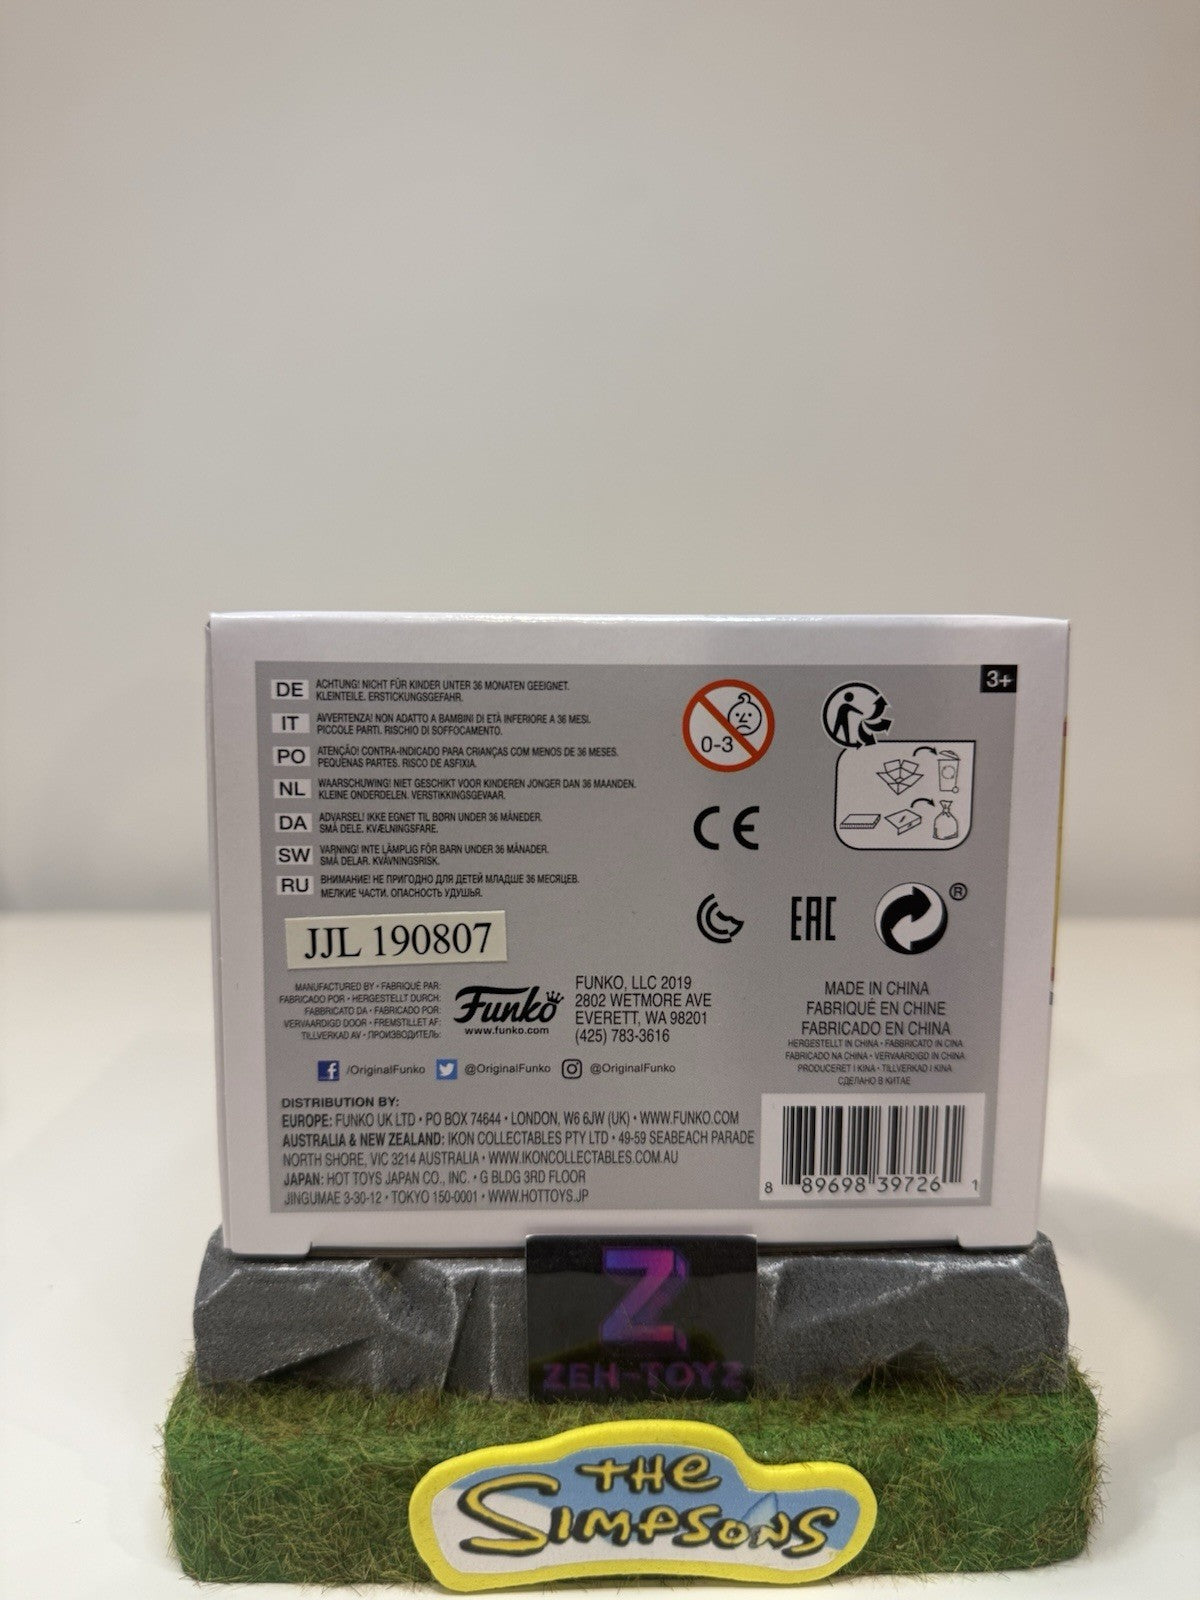 3+
DE ACHTUNG! NICHT FÜR KINDER UNTER 36 MONATEN GEEIGNET.
KLEINTEILE. ERSTICKUNGSGEFAHR.
IT AVVERTENZA! NON ADATTO A BAMBINI DI ETÀ INFERIORE A 36 MESI.
PICCOLE PARTI. RISCHIO DI SOFFOCAMENTO.
PO ATENÇÃO! CONTRA-INDICADO PARA CRIANÇAS COM MENOS DE 36 MESES.
PEQUENAS PARTES. RISCO DE ASFIXIA.
NL WAARSCHUWING! NIET GESCHIKT VOOR KINDEREN JONGER DAN 36 MAANDEN.
KLEINE ONDERDELEN. VERSTIKKINGSGEVAAR.
DA ADVARSEL! IKKE EGNET TIL BØRN UNDER 36 MÅNEDER.
SMÅ DELE. KVÆLNINGSFARE.
SW VARNING! INTE LÄMPLIG FÖR BARN UNDER 36 MÅNADER.
SMÅ DELAR. KVÄVNINGSRISK.
RU ВНИМАНИЕ! НЕ ПРИГОДНО ДЛЯ ДЕТЕЙ МЛАДШЕ 36 МЕСЯЦЕВ.
МЕЛКИЕ ЧАСТИ. ОПАСНОСТЬ УДУШЬЯ.
0-3
CE
EAC
®
JJL 190807
MANUFACTURED BY • FABRIQUÉ PAR:
FABRICADO POR • HERGESTELLT DURCH:
FABBRICATO DA • FABRICADO POR:
VERVAARDIGD DOOR • FREMSTILLET AF:
TILLVERKAD AV • ПРОИЗВОДИТЕЛЬ:
Funko
www.funko.com
FUNKO, LLC 2019
2802 WETMORE AVE
EVERETT, WA 98201
(425) 783-3616
MADE IN CHINA
FABRIQUÉ EN CHINE
FABRICADO EN CHINA
HERGESTELLT IN CHINA • FABBRICATO IN CINA
FABRICADO NA CHINA • VERVAARDIGD IN CHINA
PRODUCERET I KINA • TILLVERKAD I KINA
СДЕЛАНО В КИТАЕ
/OriginalFunko @OriginalFunko @OriginalFunko
DISTRIBUTION BY:
EUROPE: FUNKO UK LTD • PO BOX 74644 • LONDON, W6 6JW (UK) • WWW.FUNKO.COM
AUSTRALIA & NEW ZEALAND: IKON COLLECTABLES PTY LTD • 49-59 SEABEACH PARADE
NORTH SHORE, VIC 3214 AUSTRALIA • WWW.IKONCOLLECTABLES.COM.AU
JAPAN: HOT TOYS JAPAN CO., INC. • G BLDG 3RD FLOOR
JINGUMAE 3-30-12 • TOKYO 150-0001 • WWW.HOTTOYS.JP
8 89698 39726 1
Z
ZEH-TOYZ
THE
SIMPSONS